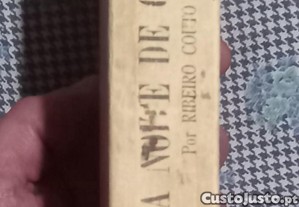 A NOITE DE
Por RIBEIRO COUTO
CustoJusto.pt